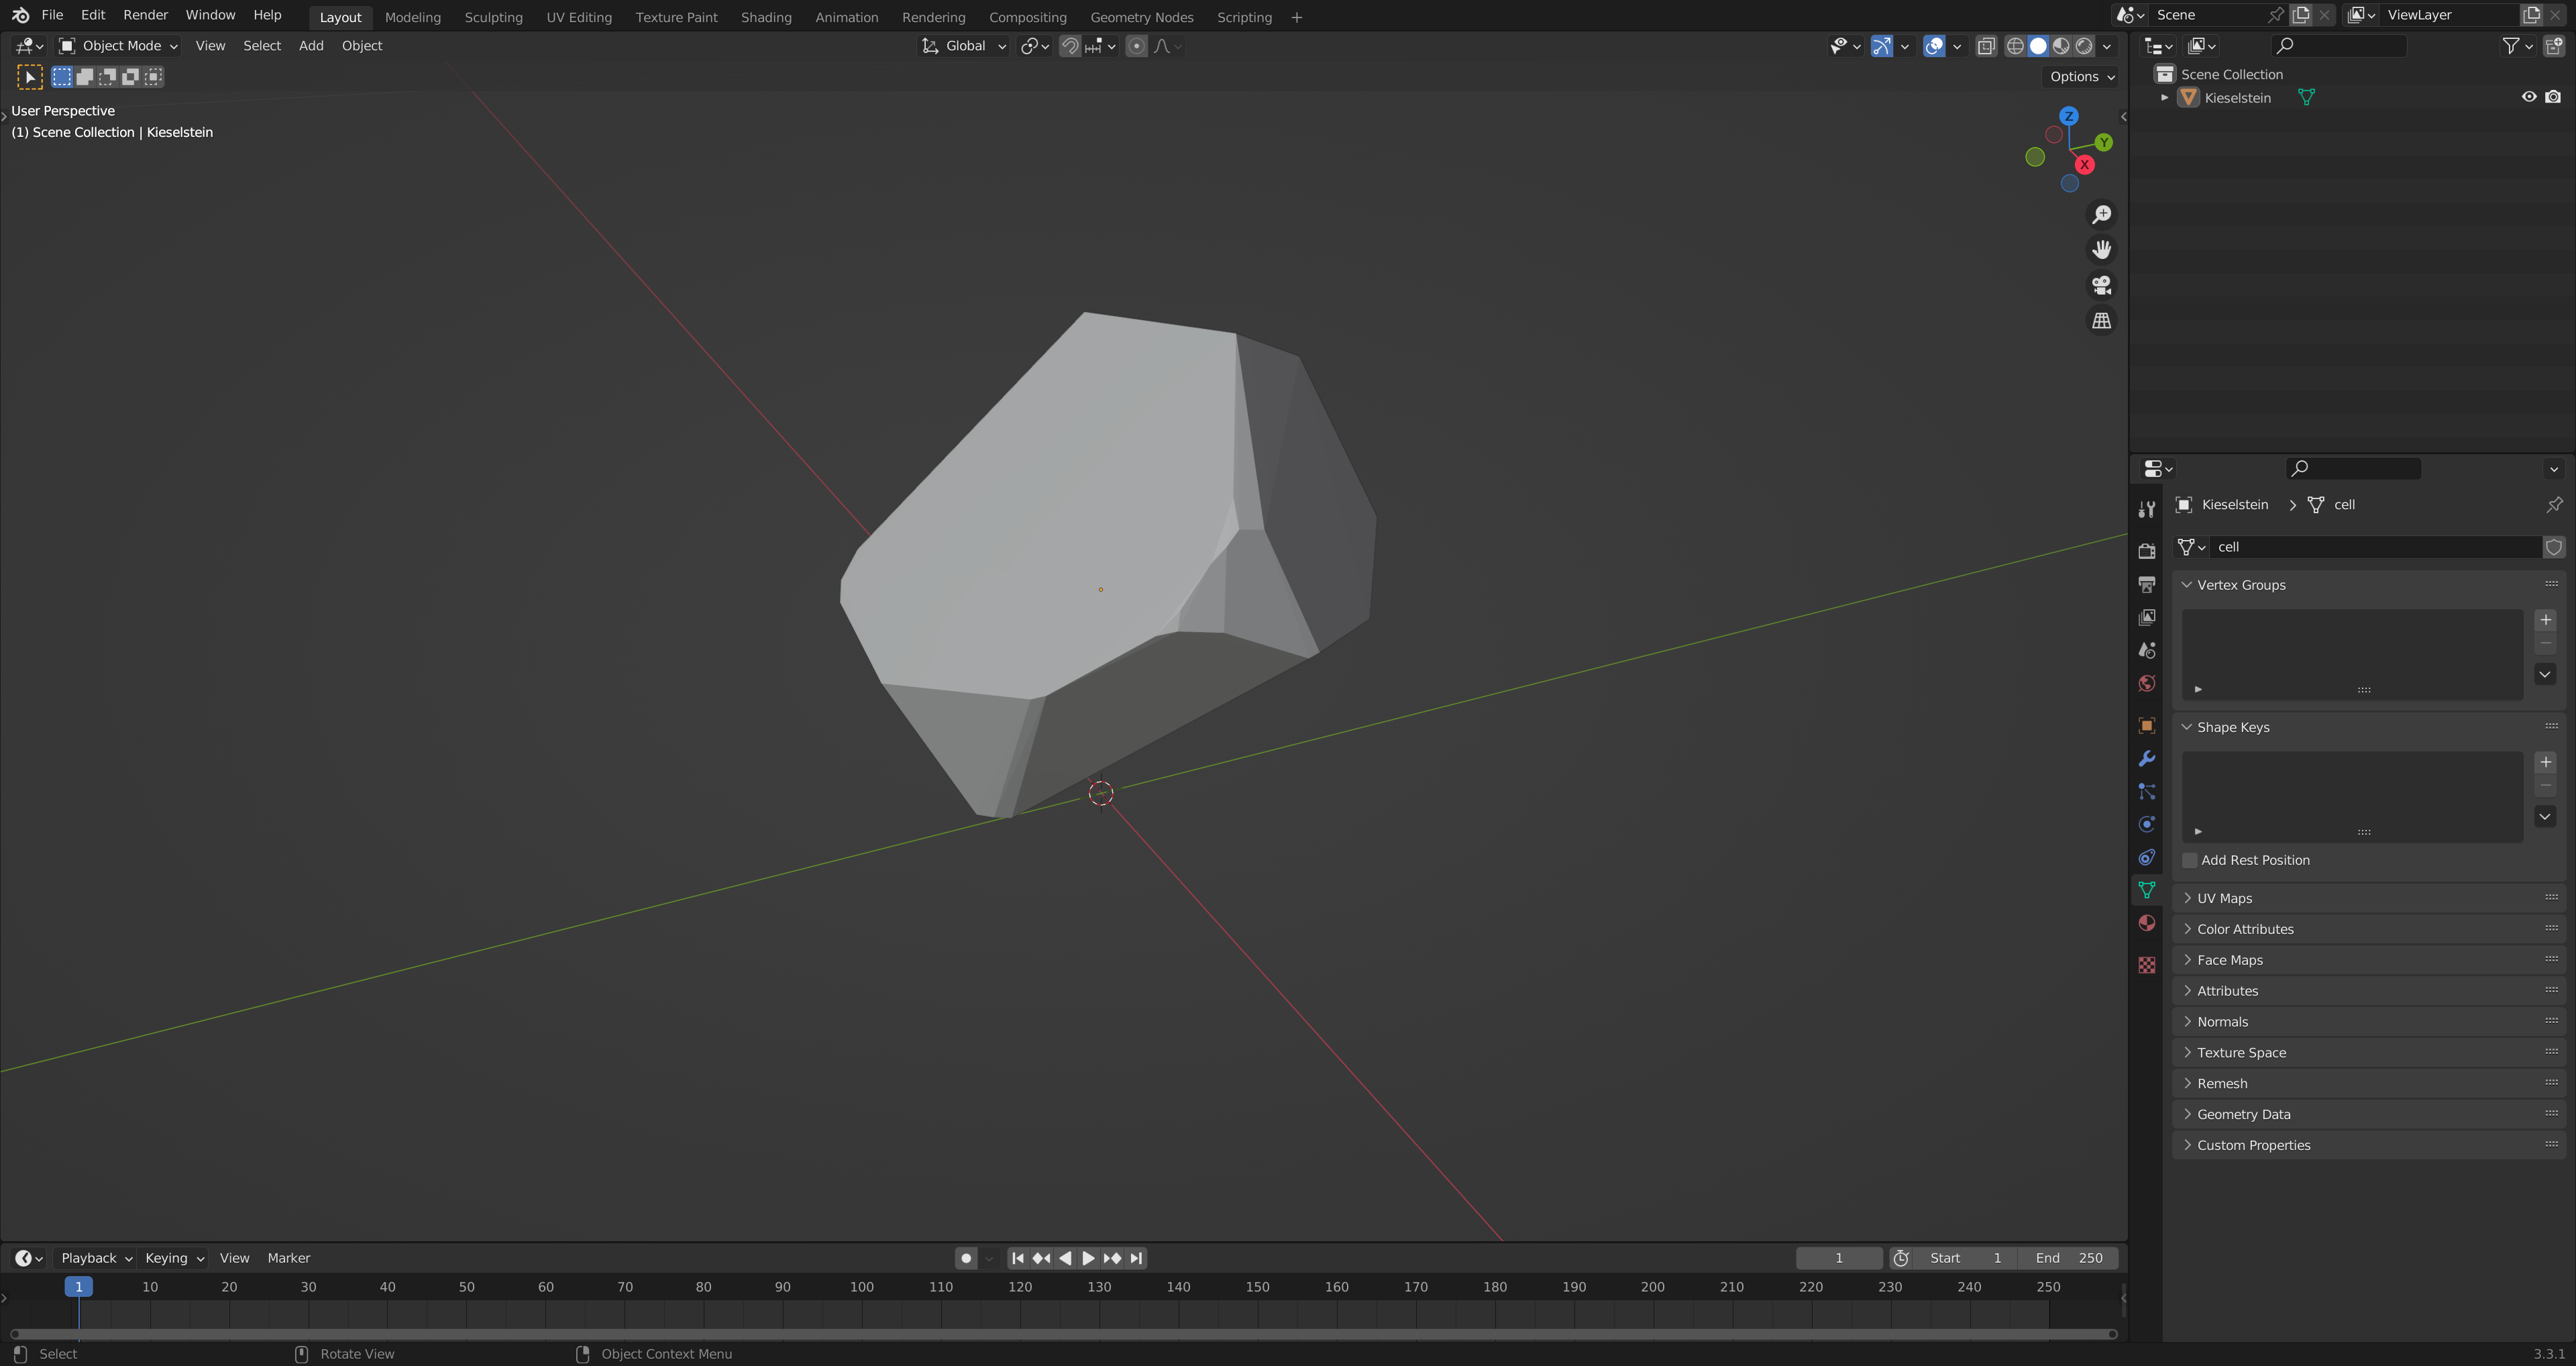 File Edit Render Window Help Layout Modeling Sculpting UV Editing Texture Paint Shading Animation Rendering Compositing Geometry Nodes Scripting + Scene ViewLayer
Object Mode View Select Add Object Global
Options
User Perspective
(1) Scene Collection | Kieselstein
Z
Y
X
Scene Collection
Kieselstein
Kieselstein > cell
cell
Vertex Groups
Shape Keys
Add Rest Position
UV Maps
Color Attributes
Face Maps
Attributes
Normals
Texture Space
Remesh
Geometry Data
Custom Properties
Playback Keying View Marker 1 Start 1 End 250
1 10 20 30 40 50 60 70 80 90 100 110 120 130 140 150 160 170 180 190 200 210 220 230 240 250
Select Rotate View Object Context Menu 3.3.1